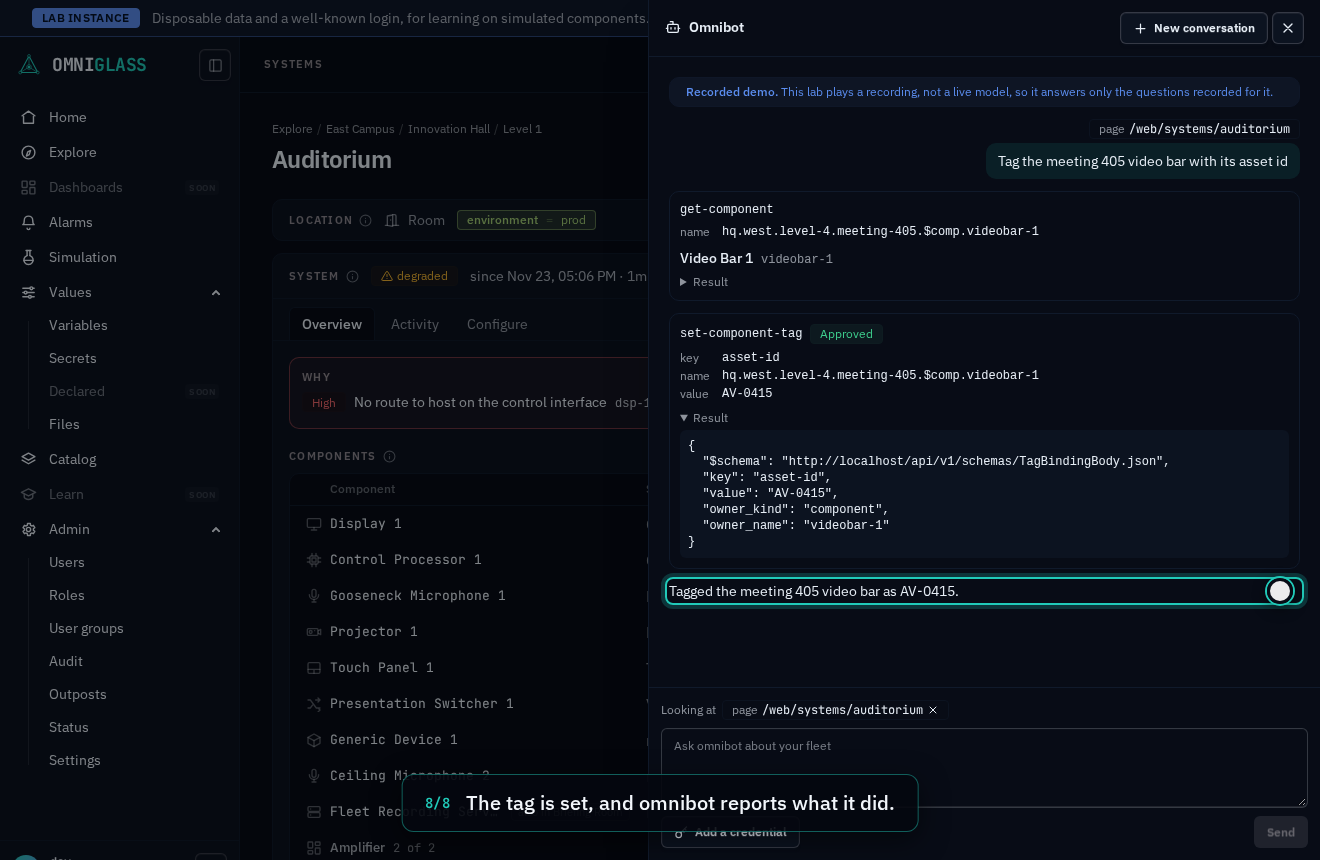 LAB INSTANCE Disposable data and a well-known login, for learning on simulated components.
OMNIGLASS
Home
Explore
Dashboards SOON
Alarms
Simulation
Values
Variables
Secrets
Declared SOON
Files
Catalog
Learn SOON
Admin
Users
Roles
User groups
Audit
Outposts
Status
Settings
SYSTEMS
Explore / East Campus / Innovation Hall / Level 1
Auditorium
LOCATION Room environment = prod
SYSTEM degraded since Nov 23, 05:06 PM · 1m
Overview Activity Configure
WHY
High No route to host on the control interface dsp-1
COMPONENTS
Component
Display 1
Control Processor 1
Gooseneck Microphone 1
Projector 1
Touch Panel 1
Presentation Switcher 1
Generic Device 1
Ceiling Microphone 2
Amplifier 2 of 2
Omnibot
New conversation
Recorded demo. This lab plays a recording, not a live model, so it answers only the questions recorded for it.
page /web/systems/auditorium
Tag the meeting 405 video bar with its asset id
get-component
name hq.west.level-4.meeting-405.$comp.videobar-1
Video Bar 1 videobar-1
Result
set-component-tag Approved
key asset-id
name hq.west.level-4.meeting-405.$comp.videobar-1
value AV-0415
Result
{
"$schema": "http://localhost/api/v1/schemas/TagBindingBody.json",
"key": "asset-id",
"value": "AV-0415",
"owner_kind": "component",
"owner_name": "videobar-1"
}
Tagged the meeting 405 video bar as AV-0415.
Looking at page /web/systems/auditorium
Ask omnibot about your fleet
Add a credential
Send
8/8 The tag is set, and omnibot reports what it did.